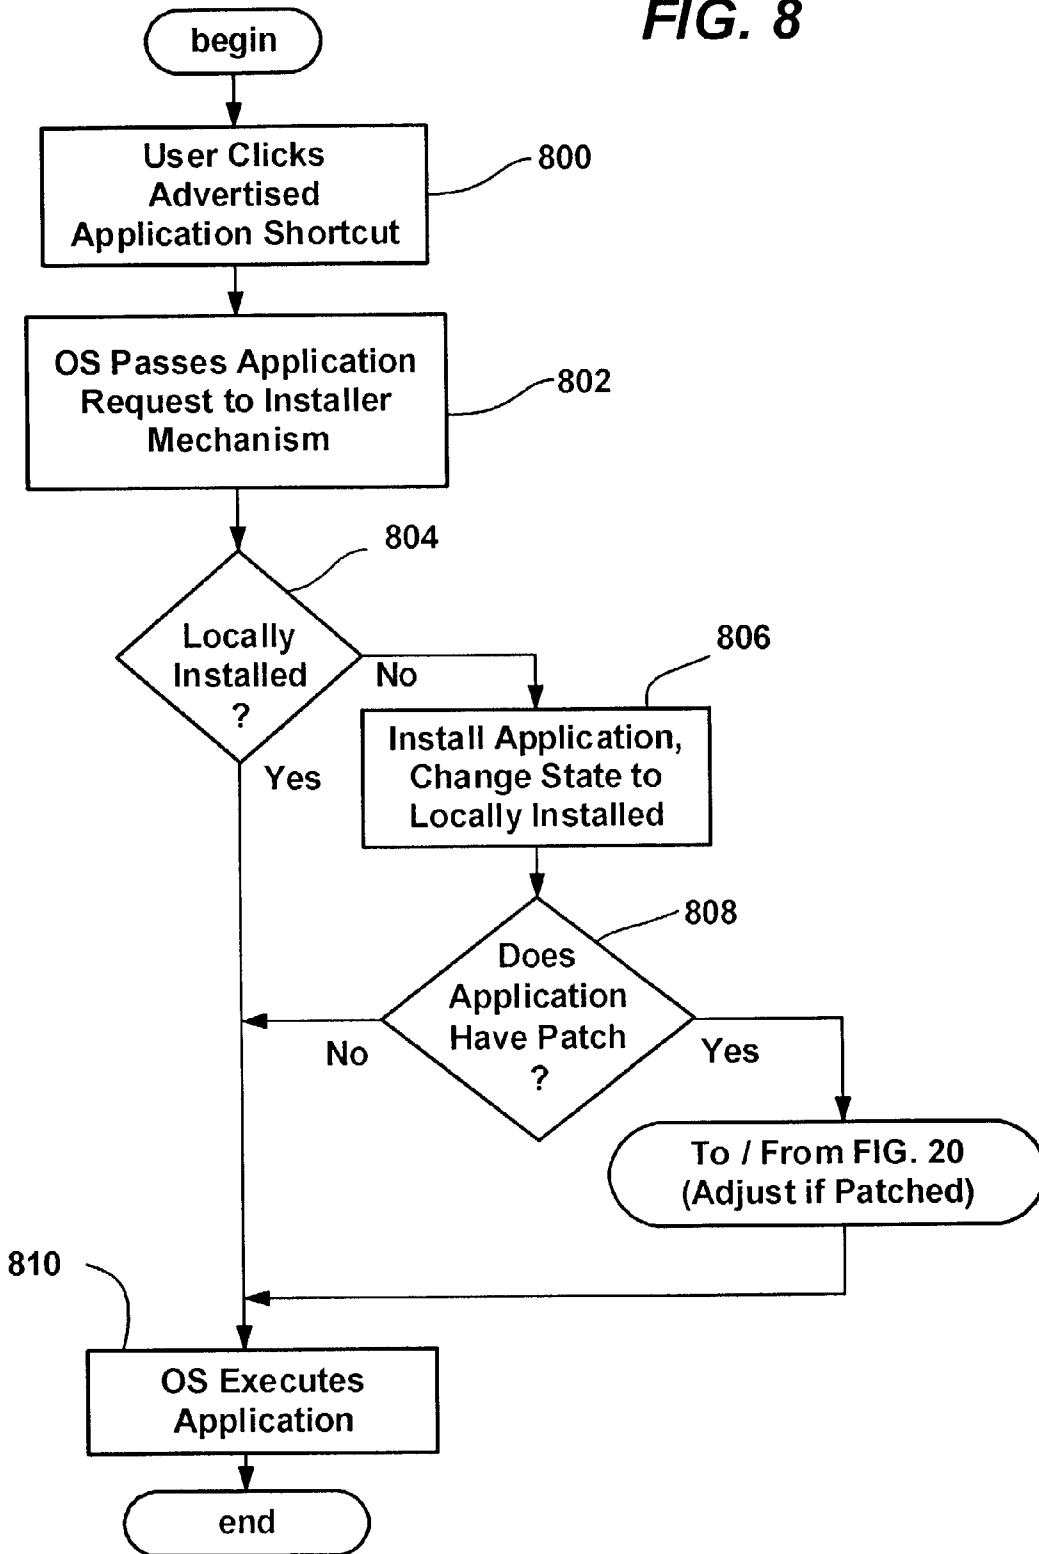 FIG. 8
begin
User Clicks
Advertised
Application Shortcut
800
OS Passes Application
Request to Installer
Mechanism
802
804
Locally
Installed
?
No
Yes
806
Install Application,
Change State to
Locally Installed
808
Does
Application
Have Patch
?
No
Yes
To / From FIG. 20
(Adjust if Patched)
810
OS Executes
Application
end